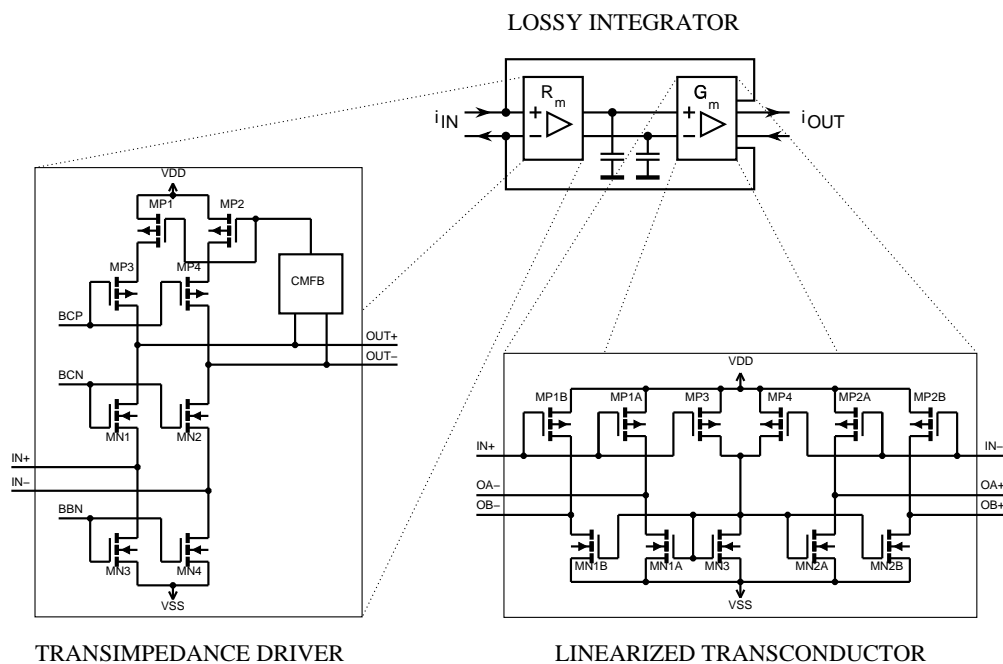 LOSSY INTEGRATOR
R m
G m
+
−
+
−
i IN
i OUT
VDD
MP1
MP2
MP3
MP4
CMFB
BCP
OUT+
OUT−
BCN
MN1
MN2
IN+
IN−
BBN
MN3
MN4
VSS
VDD
MP1B
MP1A
MP3
MP4
MP2A
MP2B
IN+
IN−
OA−
OA+
OB−
OB+
MN1B
MN1A
MN3
MN2A
MN2B
VSS
TRANSIMPEDANCE DRIVER
LINEARIZED TRANSCONDUCTOR